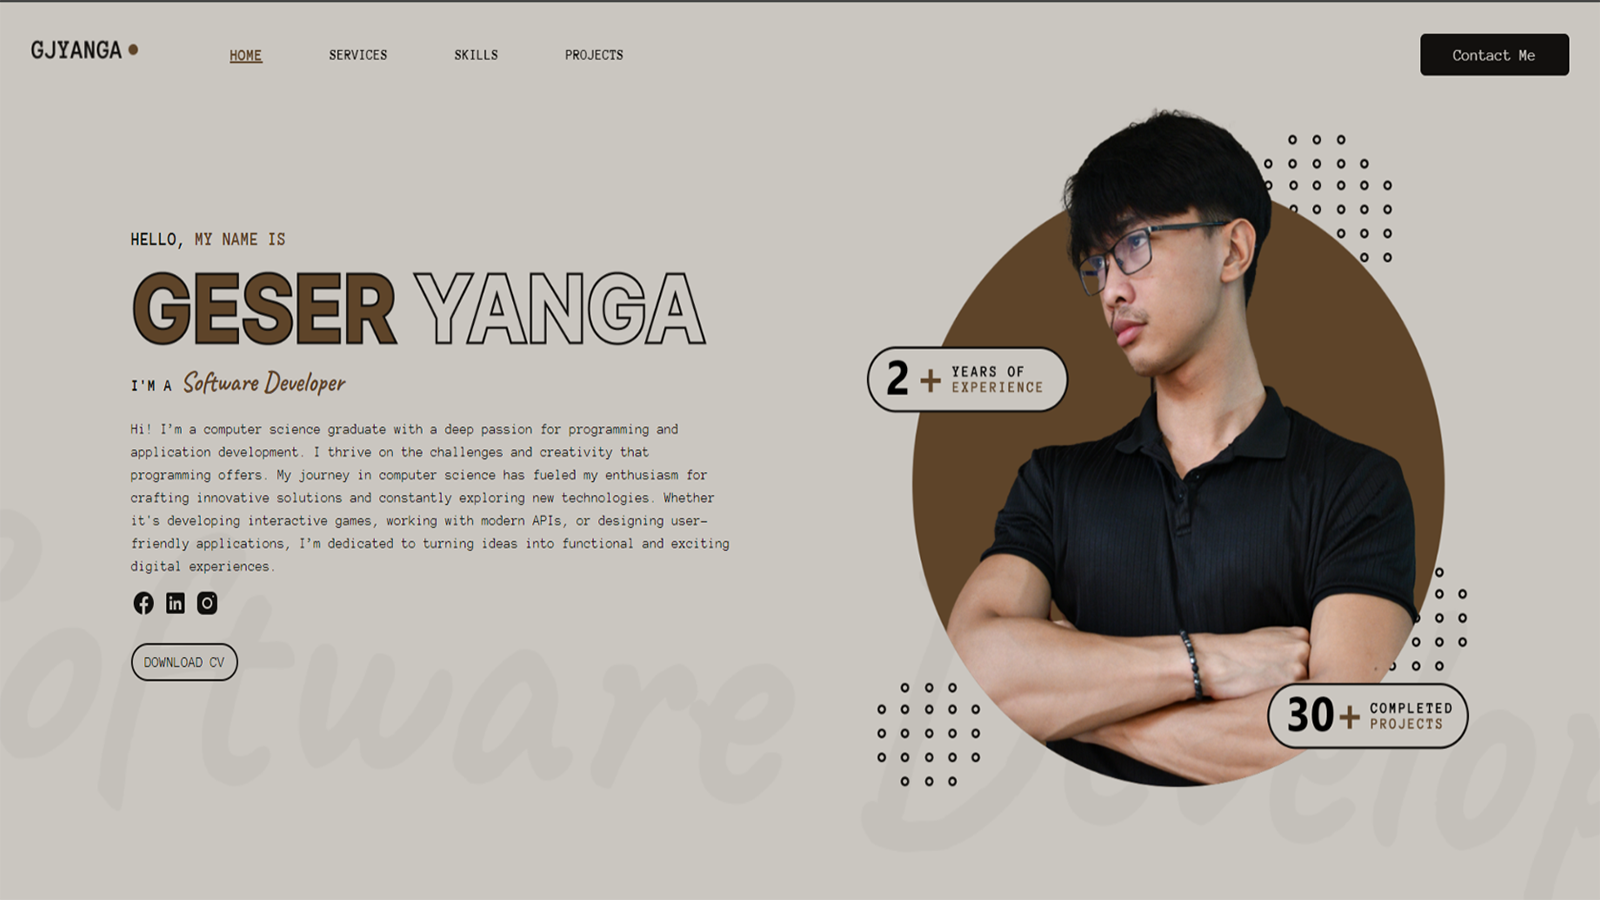 GJYANGA
HOME SERVICES SKILLS PROJECTS
Contact Me
HELLO, MY NAME IS
GESER YANGA
I'M A Software Developer
Hi! I'm a computer science graduate with a deep passion for programming and
application development. I thrive on the challenges and creativity that
programming offers. My journey in computer science has fueled my enthusiasm for
crafting innovative solutions and constantly exploring new technologies. Whether
it's developing interactive games, working with modern APIs, or designing user-
friendly applications, I'm dedicated to turning ideas into functional and exciting
digital experiences.
DOWNLOAD CV
2+ YEARS OF
EXPERIENCE
30+ COMPLETED
PROJECTS
Software Develop